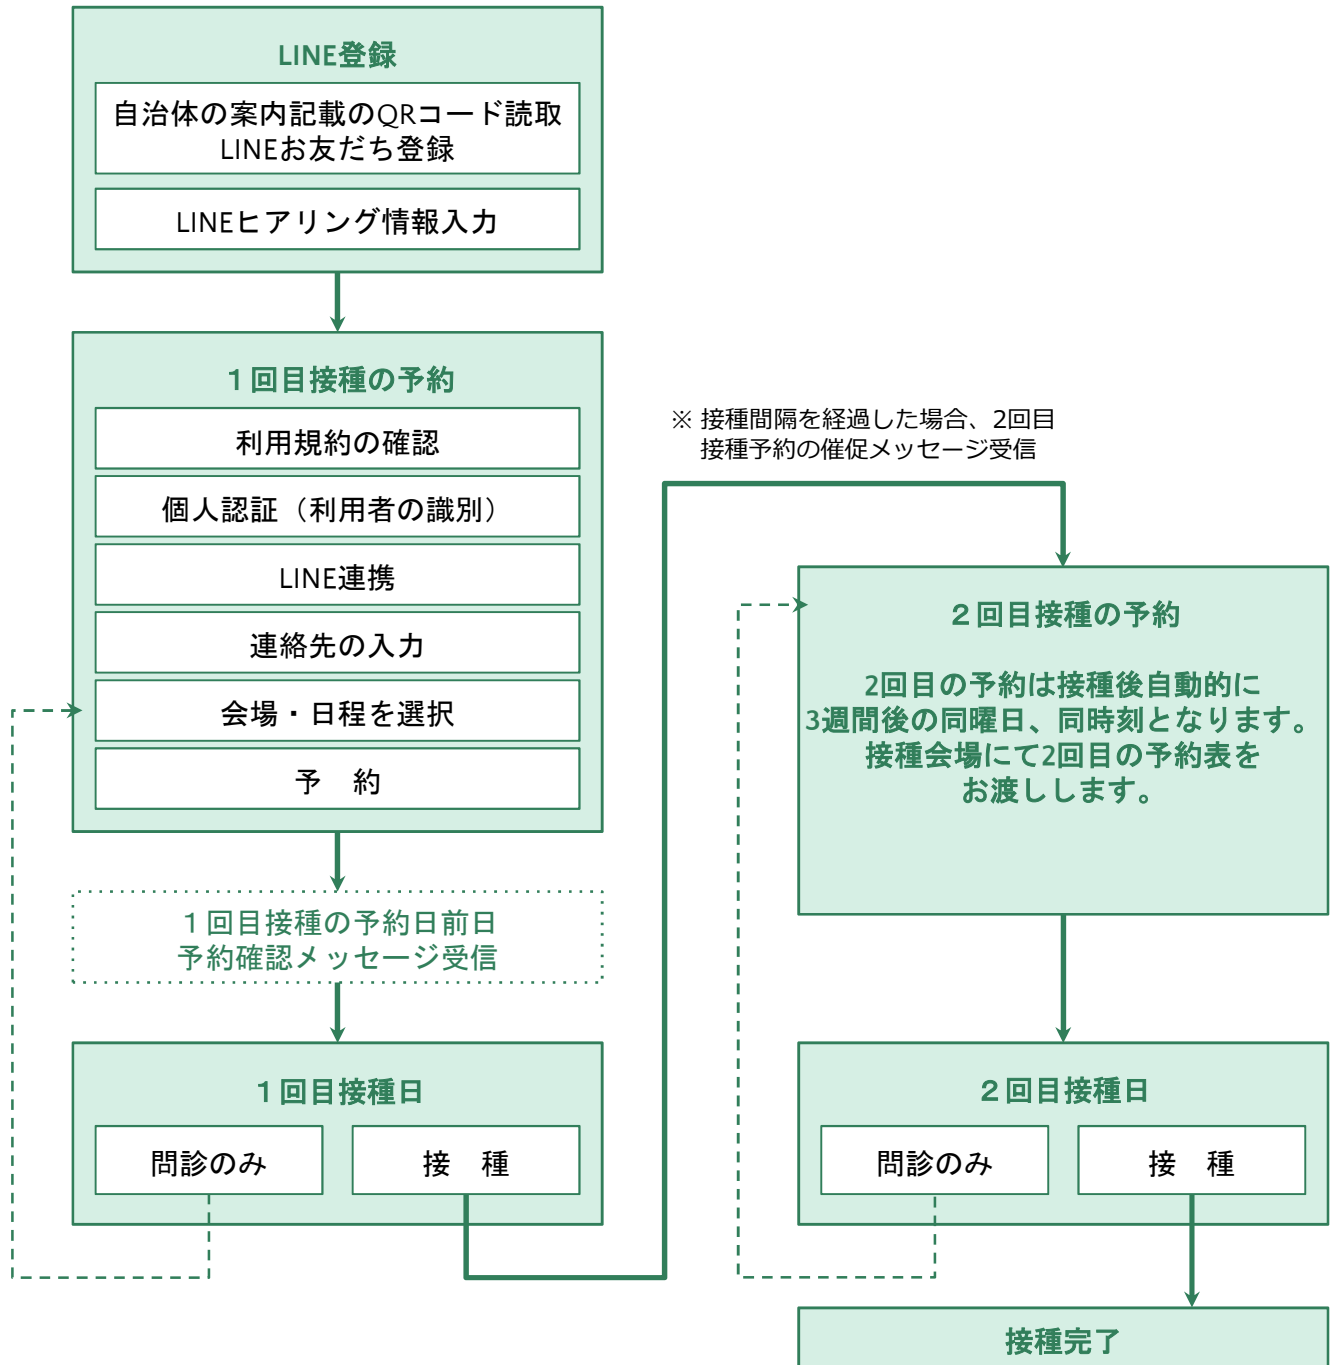 LINE登録
自治体の案内記載のQRコード読取
LINEお友だち登録
LINEヒアリング情報入力
１回目接種の予約
利用規約の確認
個人認証（利用者の識別）
LINE連携
連絡先の入力
会場・日程を選択
予　約
１回目接種の予約日前日
予約確認メッセージ受信
１回目接種日
問診のみ
接　種
※ 接種間隔を経過した場合、2回目
接種予約の催促メッセージ受信
２回目接種の予約
2回目の予約は接種後自動的に
3週間後の同曜日、同時刻となります。
接種会場にて2回目の予約表を
お渡しします。
２回目接種日
問診のみ
接　種
接種完了